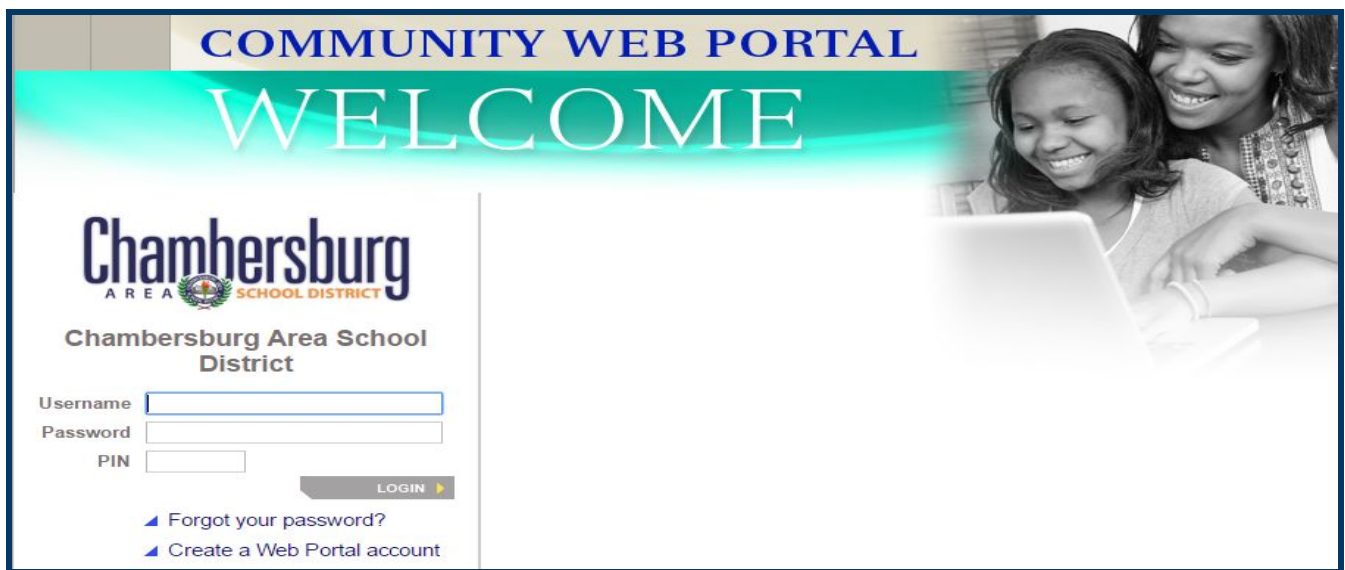 COMMUNITY WEB PORTAL
WELCOME
Chambersburg
AREA SCHOOL DISTRICT
Chambersburg Area School
District
Username
Password
PIN
LOGIN
Forgot your password?
Create a Web Portal account